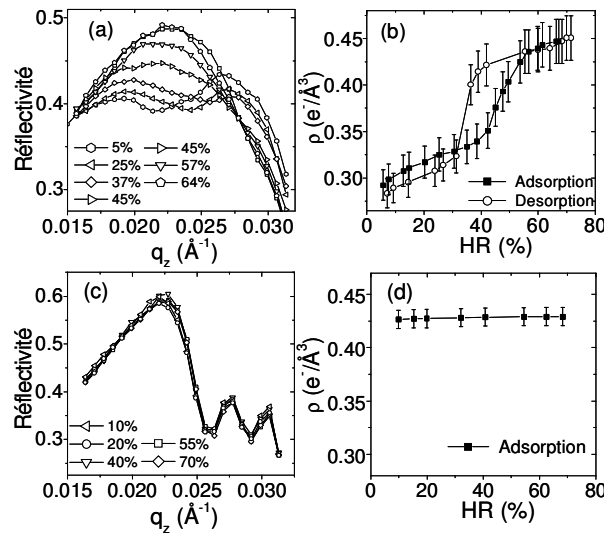 (a)
Réflectivité
0.5
0.4
0.3
5%
25%
37%
45%
45%
57%
64%
0.015 0.020 0.025 0.030
q_z (Å⁻¹)
(b)
ρ (e⁻/Å³)
0.45
0.40
0.35
0.30
Adsorption
Desorption
0 20 40 60 80
HR (%)
(c)
Réflectivité
0.6
0.5
0.4
0.3
10%
20%
40%
55%
70%
0.015 0.020 0.025 0.030
q_z (Å⁻¹)
(d)
ρ (e⁻/Å³)
0.45
0.40
0.35
0.30
Adsorption
0 20 40 60 80
HR (%)